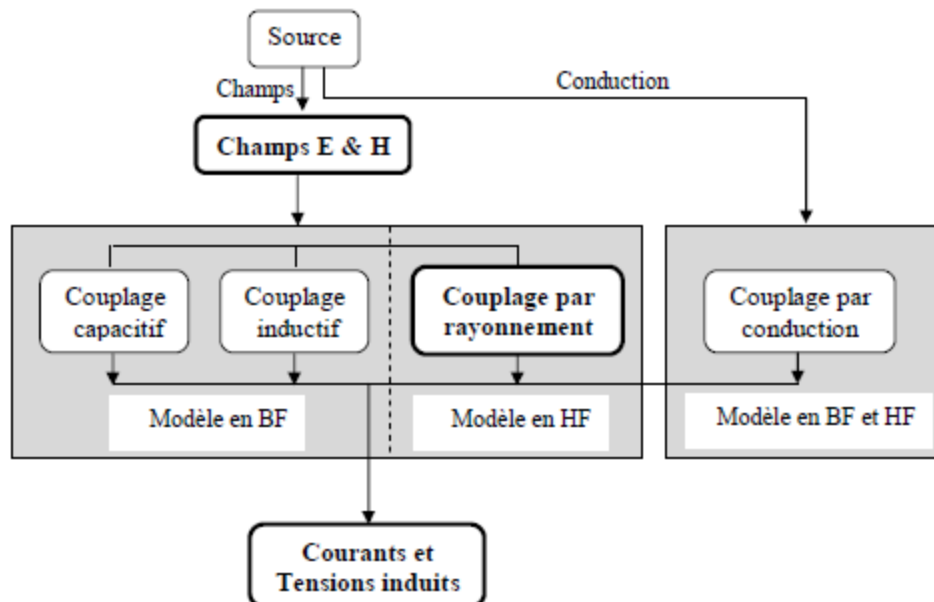 Source
Champs
Conduction
Champs E & H
Couplage
capacitif
Couplage
inductif
Couplage par
rayonnement
Couplage par
conduction
Modèle en BF
Modèle en HF
Modèle en BF et HF
Courants et
Tensions induits